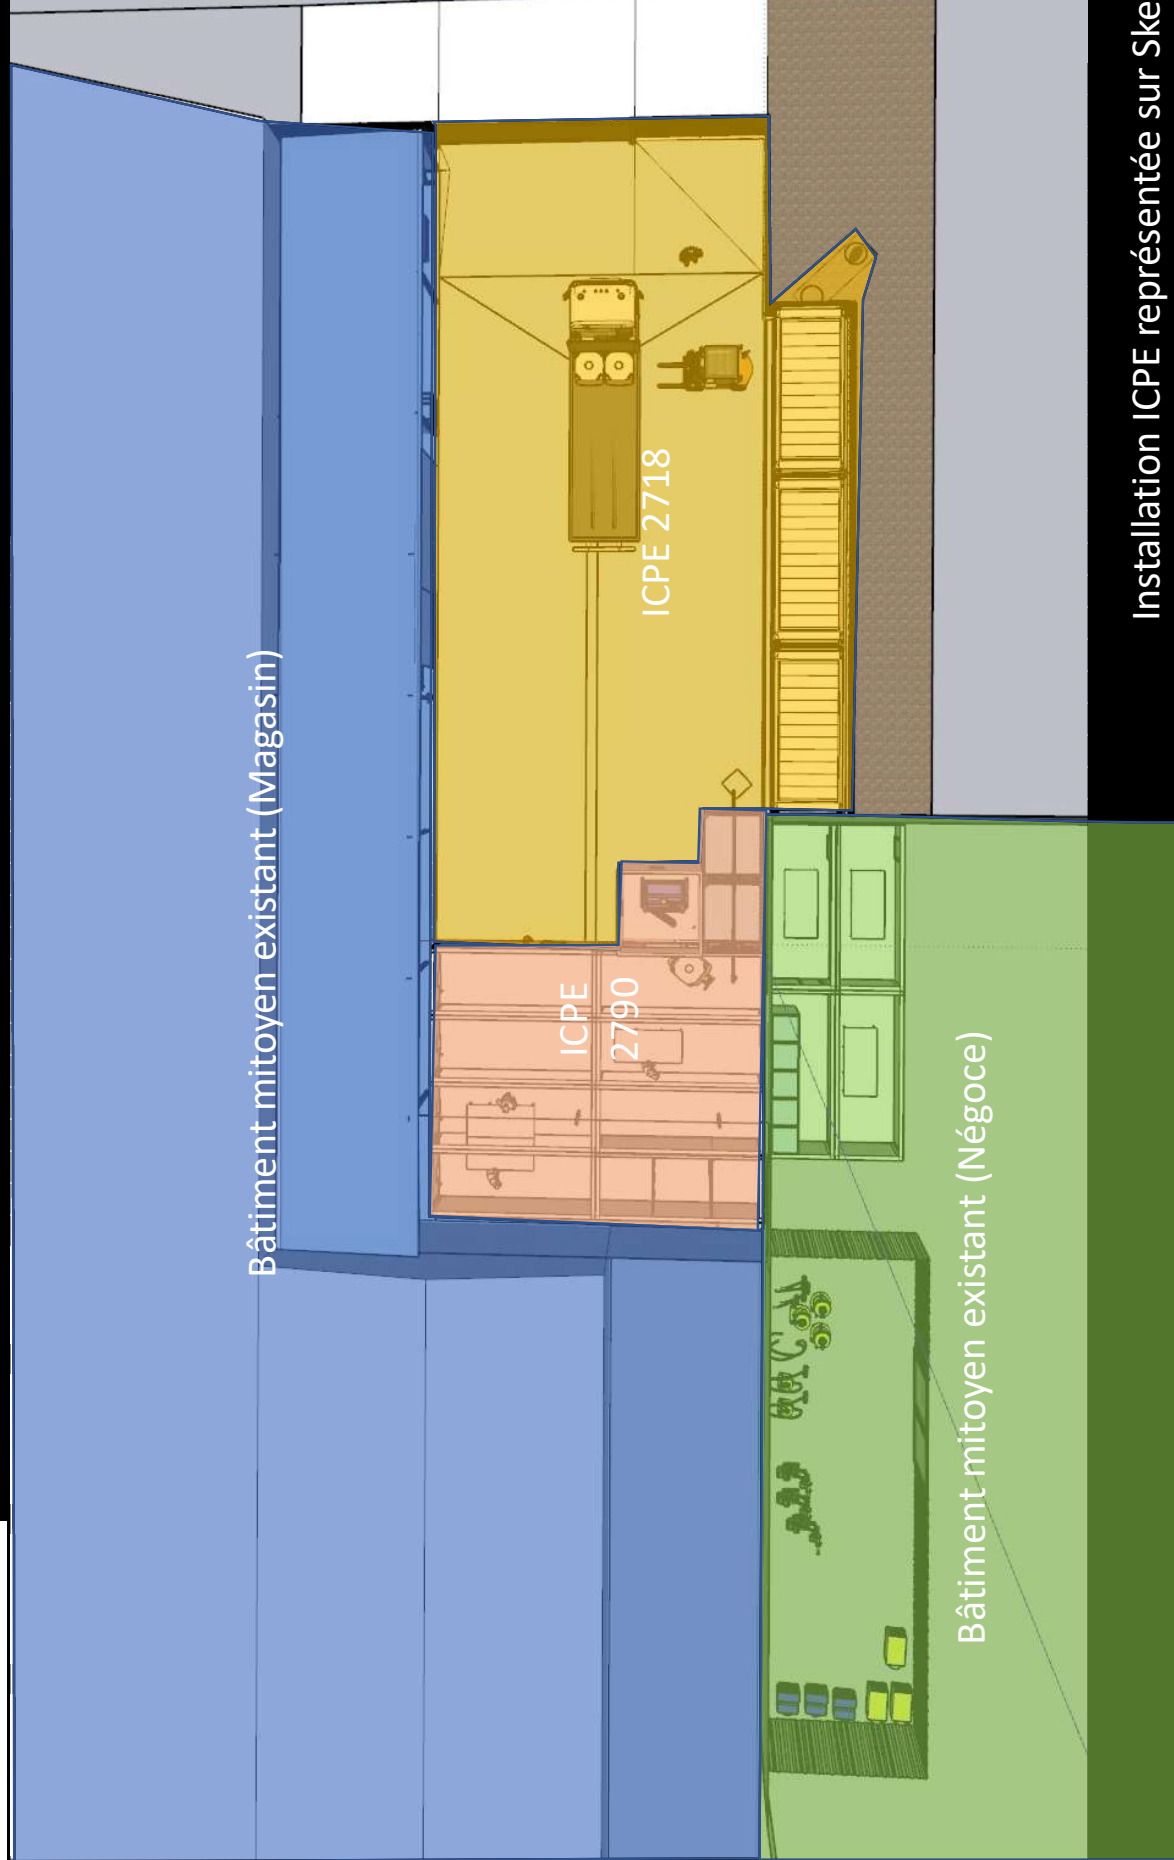 Bâtiment mitoyen existant (Magasin)
ICPE 2718
ICPE
2790
Bâtiment mitoyen existant (Négoce)
Installation ICPE représentée sur Ske